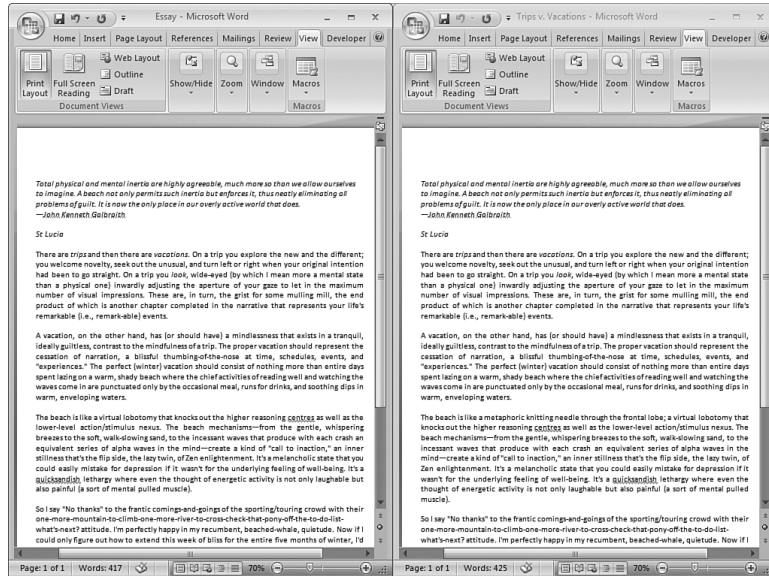 Essay - Microsoft Word
Home Insert Page Layout References Mailings Review View Developer
Print Layout
Full Screen Reading
Web Layout
Outline
Draft
Show/Hide
Zoom
Window
Macros
Document Views
Macros
Total physical and mental inertia are highly agreeable, much more so than we allow ourselves
to imagine. A beach not only permits such inertia but enforces it, thus neatly eliminating all
problems of guilt. It is now the only place in our overly active world that does.
—John Kenneth Galbraith
St Lucia
There are trips and then there are vacations. On a trip you explore the new and the different;
you welcome novelty, seek out the unusual, and turn left or right when your original intention
had been to go straight. On a trip you look, wide-eyed (by which I mean more a mental state
than a physical one) inwardly adjusting the aperture of your gaze to let in the maximum
number of visual impressions. These are, in turn, the grist for some mulling mill, the end
product of which is another chapter completed in the narrative that represents your life's
remarkable (i.e., remark-able) events.
A vacation, on the other hand, has (or should have) a mindlessness that exists in a tranquil,
ideally guiltless, contrast to the mindfulness of a trip. The proper vacation should represent the
cessation of narration, a blissful thumbing-of-the-nose at time, schedules, events, and
"experiences." The perfect (winter) vacation should consist of nothing more than entire days
spent lazing on a warm, shady beach where the chief activities of reading well and watching the
waves come in are punctuated only by the occasional meal, runs for drinks, and soothing dips in
warm, enveloping waters.
The beach is like a virtual lobotomy that knocks out the higher reasoning centres as well as the
lower-level action/stimulus nexus. The beach mechanisms—from the gentle, whispering
breezes to the soft, walk-slowing sand, to the incessant waves that produce with each crash an
equivalent series of alpha waves in the mind—create a kind of "call to inaction," an inner
stillness that's the flip side, the lazy twin, of Zen enlightenment. It's a melancholic state that you
could easily mistake for depression if it wasn't for the underlying feeling of well-being. It's a
quicksandish lethargy where even the thought of energetic activity is not only laughable but
also painful (a sort of mental pulled muscle).
So I say "No thanks" to the frantic comings-and-goings of the sporting/touring crowd with their
one-more-mountain-to-climb-one-more-river-to-cross-check-that-pony-off-the-to-do-list-
what's-next? attitude. I'm perfectly happy in my recumbent, beached-whale, quietude. Now if I
could only figure out how to extend this week of bliss for the entire five months of winter, I'd
Page: 1 of 1 Words: 417 70%
Trips v. Vacations - Microsoft Word
Home Insert Page Layout References Mailings Review View Developer
Print Layout
Full Screen Reading
Web Layout
Outline
Draft
Show/Hide
Zoom
Window
Macros
Document Views
Macros
Total physical and mental inertia are highly agreeable, much more so than we allow ourselves
to imagine. A beach not only permits such inertia but enforces it, thus neatly eliminating all
problems of guilt. It is now the only place in our overly active world that does.
—John Kenneth Galbraith
St Lucia
There are trips and then there are vacations. On a trip you explore the new and the different;
you welcome novelty, seek out the unusual, and turn left or right when your original intention
had been to go straight. On a trip you look, wide-eyed (by which I mean more a mental state
than a physical one) inwardly adjusting the aperture of your gaze to let in the maximum
number of visual impressions. These are, in turn, the grist for some mulling mill, the end
product of which is another chapter completed in the narrative that represents your life's
remarkable (i.e., remark-able) events.
A vacation, on the other hand, has (or should have) a mindlessness that exists in a tranquil,
ideally guiltless, contrast to the mindfulness of a trip. The proper vacation should represent the
cessation of narration, a blissful thumbing-of-the-nose at time, schedules, events, and
"experiences." The perfect (winter) vacation should consist of nothing more than entire days
spent lazing on a warm, shady beach where the chief activities of reading well and watching the
waves come in are punctuated only by the occasional meal, runs for drinks, and soothing dips in
warm, enveloping waters.
The beach is like a metaphoric knitting needle through the frontal lobe; a virtual lobotomy that
knocks out the higher reasoning centres as well as the lower-level action/stimulus nexus. The
beach mechanisms—from the gentle, whispering breezes to the soft, walk-slowing sand, to the
incessant waves that produce with each crash an equivalent series of alpha waves in the
mind—create a kind of "call to inaction," an inner stillness that's the flip side, the lazy twin, of
Zen enlightenment. It's a melancholic state that you could easily mistake for depression if it
wasn't for the underlying feeling of well-being. It's a quicksandish lethargy where even the
thought of energetic activity is not only laughable but also painful (a sort of mental pulled
muscle).
So I say "No thanks" to the frantic comings-and-goings of the sporting/touring crowd with their
one-more-mountain-to-climb-one-more-river-to-cross-check-that-pony-off-the-to-do-list-
what's-next? attitude. I'm perfectly happy in my recumbent, beached-whale, quietude. Now if I
Page: 1 of 1 Words: 425 70%